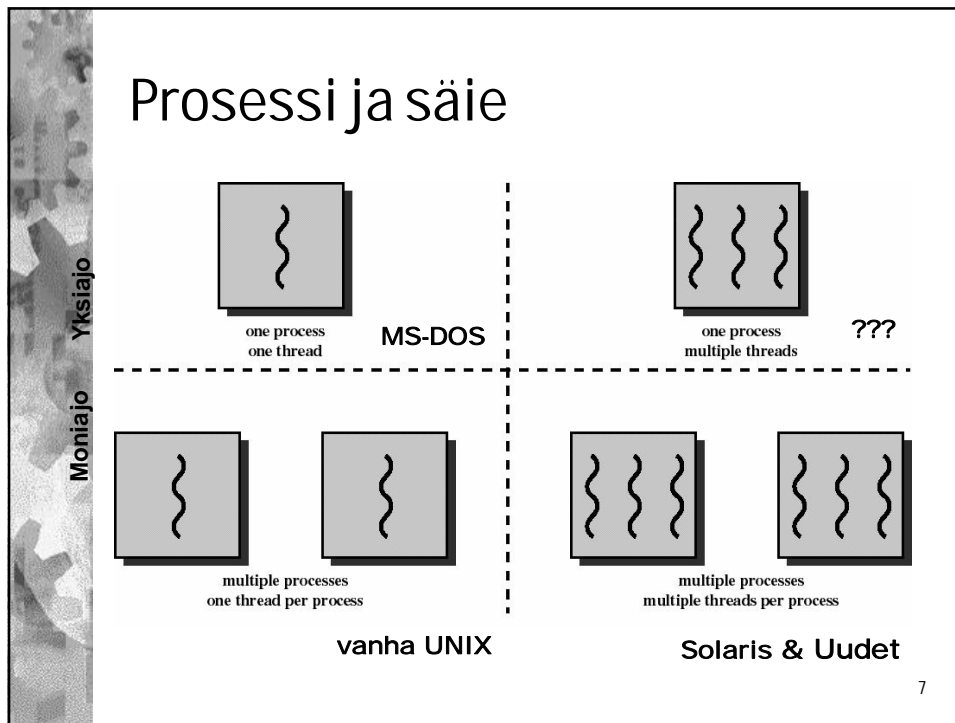 Prosessi ja säie
Yksiajo
one process
one thread
MS-DOS
one process
multiple threads
???
Moniajo
multiple processes
one thread per process
vanha UNIX
multiple processes
multiple threads per process
Solaris & Uudet
7